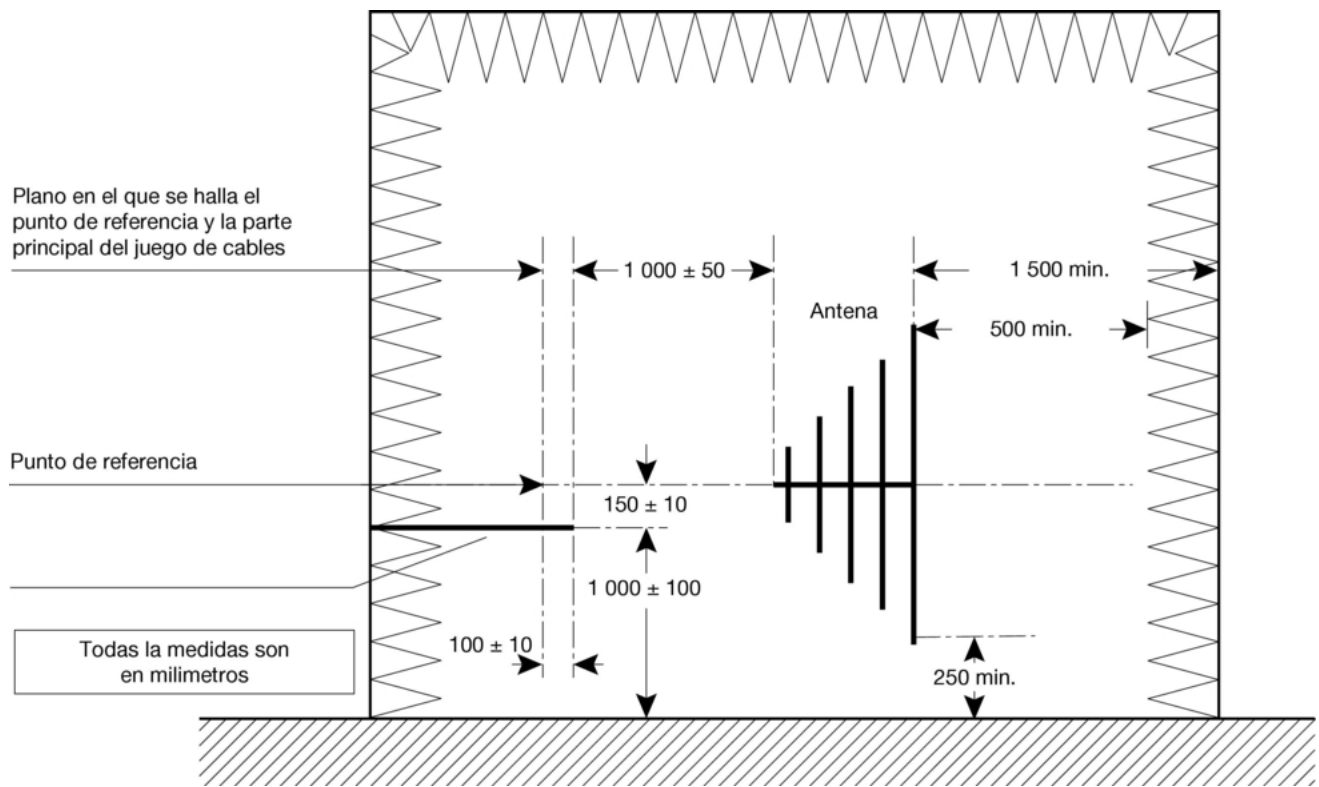 Plano en el que se halla el
punto de referencia y la parte
principal del juego de cables
1 000 ± 50
1 500 min.
Antena
500 min.
Punto de referencia
150 ± 10
1 000 ± 100
Todas la medidas son
en milimetros
100 ± 10
250 min.